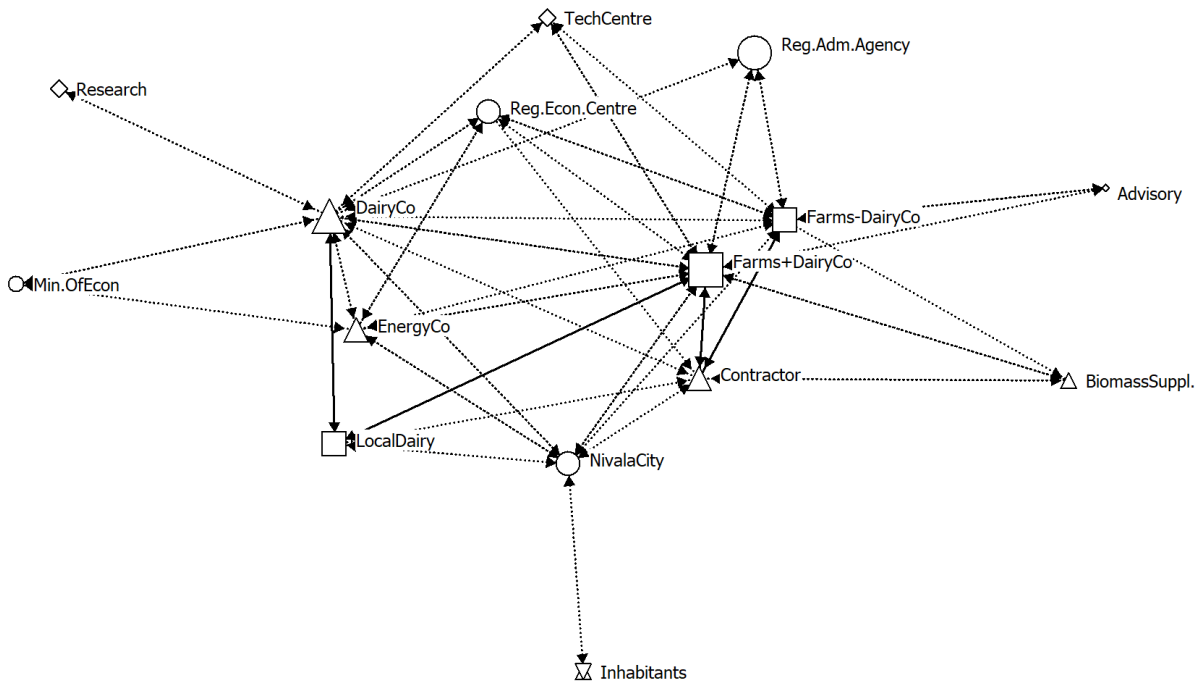 TechCentre
Reg.Adm.Agency
Research
Reg.Econ.Centre
Advisory
DairyCo
Farms-DairyCo
Farms+DairyCo
Min.OfEcon
EnergyCo
Contractor
BiomassSuppl.
LocalDairy
NivalaCity
Inhabitants